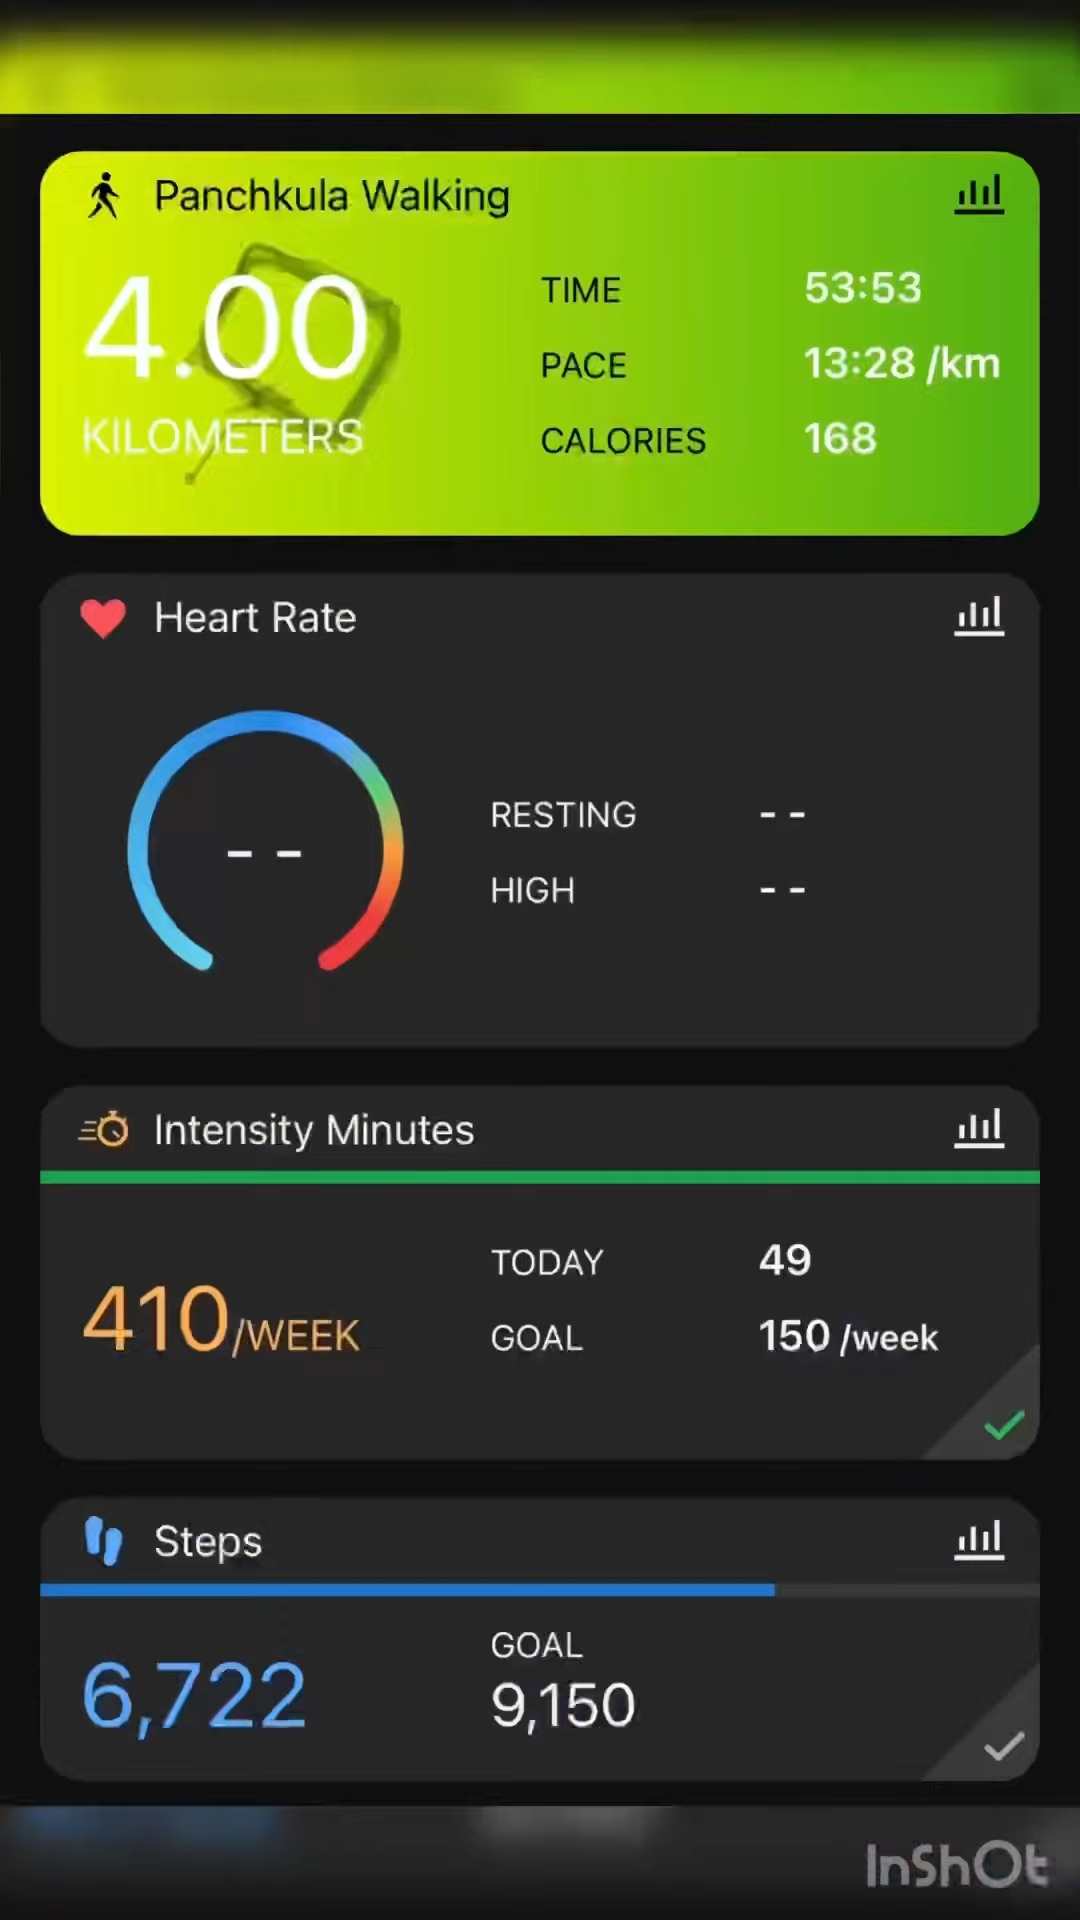 Panchkula Walking
4.00
KILOMETERS
TIME 53:53
PACE 13:28 /km
CALORIES 168
Heart Rate
-- 
RESTING --
HIGH --
Intensity Minutes
410/WEEK
TODAY 49
GOAL 150 /week
Steps
6,722
GOAL
9,150
InShOt